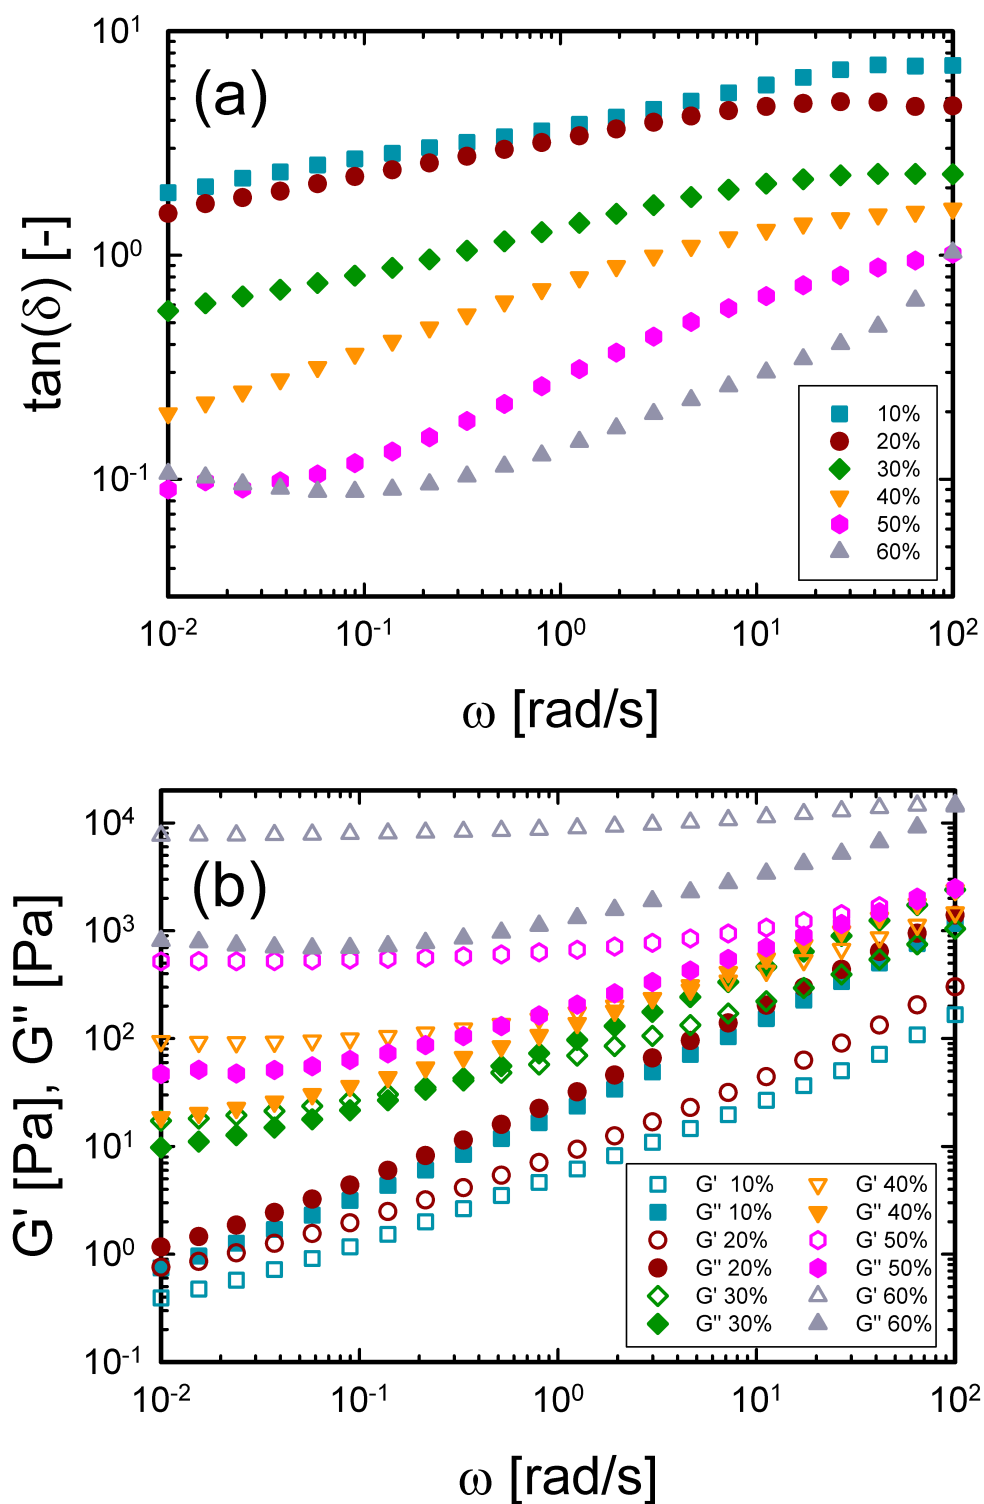 (a)
tan(δ) [-]
10¹
10⁰
10⁻¹
10%
20%
30%
40%
50%
60%
10⁻² 10⁻¹ 10⁰ 10¹ 10²
ω [rad/s]
(b)
G' [Pa], G'' [Pa]
10⁴
10³
10²
10¹
10⁰
10⁻¹
G' 10% G' 40%
G'' 10% G'' 40%
G' 20% G' 50%
G'' 20% G'' 50%
G' 30% G' 60%
G'' 30% G'' 60%
10⁻² 10⁻¹ 10⁰ 10¹ 10²
ω [rad/s]